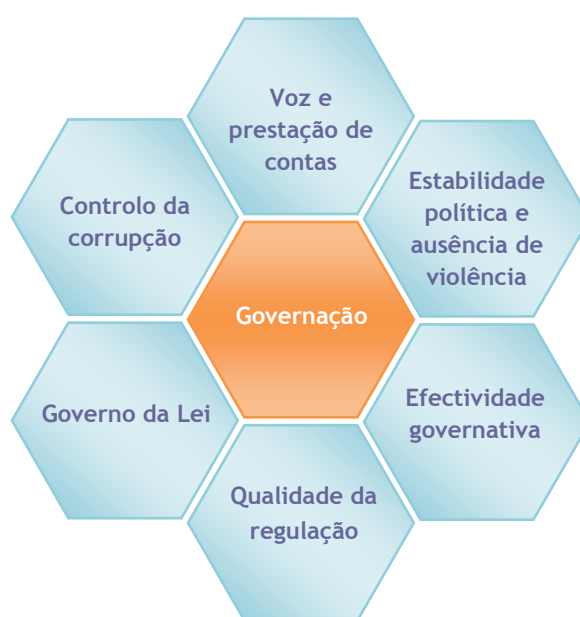 Voz e
prestação de
contas
Estabilidade
política e
ausência de
violência
Controlo da
corrupção
Governação
Governo da Lei
Efectividade
governativa
Qualidade da
regulação